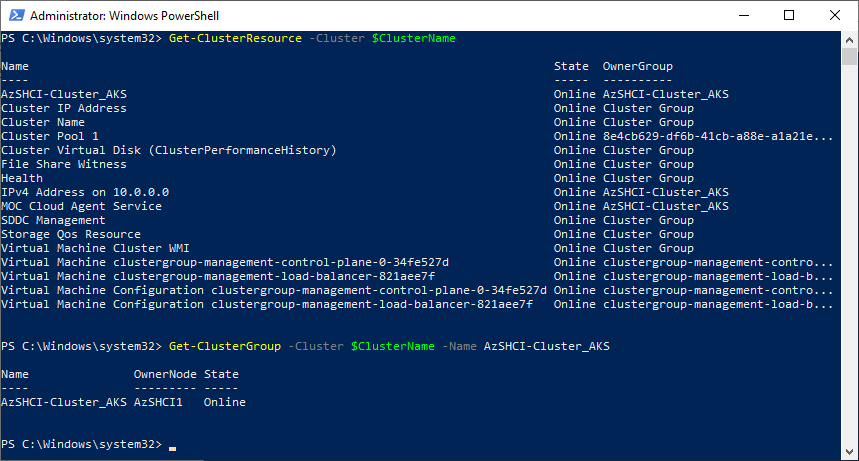 Administrator: Windows PowerShell
PS C:\Windows\system32> Get-ClusterResource -Cluster $ClusterName
Name State OwnerGroup
---- ----- ----------
AzSHCI-Cluster_AKS Online AzSHCI-Cluster_AKS
Cluster IP Address Online Cluster Group
Cluster Name Online Cluster Group
Cluster Pool 1 Online 8e4cb629-df6b-41cb-a88e-a1a21e...
Cluster Virtual Disk (ClusterPerformanceHistory) Online Cluster Group
File Share Witness Online Cluster Group
Health Online Cluster Group
IPv4 Address on 10.0.0.0 Online AzSHCI-Cluster_AKS
MOC Cloud Agent Service Online AzSHCI-Cluster_AKS
SDDC Management Online Cluster Group
Storage Qos Resource Online Cluster Group
Virtual Machine Cluster WMI Online Cluster Group
Virtual Machine clustergroup-management-control-plane-0-34fe527d Online clustergroup-management-contro...
Virtual Machine clustergroup-management-load-balancer-821aee7f Online clustergroup-management-load-b...
Virtual Machine Configuration clustergroup-management-control-plane-0-34fe527d Online clustergroup-management-contro...
Virtual Machine Configuration clustergroup-management-load-balancer-821aee7f Online clustergroup-management-load-b...
PS C:\Windows\system32> Get-ClusterGroup -Cluster $ClusterName -Name AzSHCI-Cluster_AKS
Name OwnerNode State
---- --------- -----
AzSHCI-Cluster_AKS AzSHCI1 Online
PS C:\Windows\system32> _